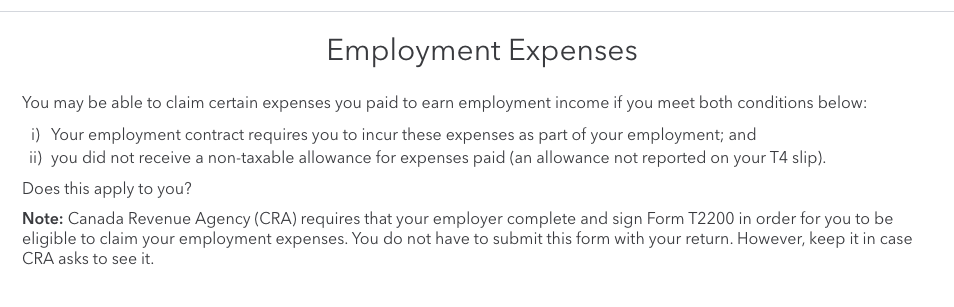 Employment Expenses
You may be able to claim certain expenses you paid to earn employment income if you meet both conditions below:
i) Your employment contract requires you to incur these expenses as part of your employment; and
ii) you did not receive a non-taxable allowance for expenses paid (an allowance not reported on your T4 slip).
Does this apply to you?
Note: Canada Revenue Agency (CRA) requires that your employer complete and sign Form T2200 in order for you to be
eligible to claim your employment expenses. You do not have to submit this form with your return. However, keep it in case
CRA asks to see it.